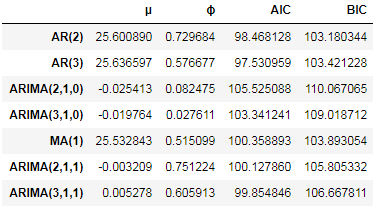 μ ϕ AIC BIC
AR(2) 25.600890 0.729684 98.468128 103.180344
AR(3) 25.636597 0.576677 97.530959 103.421228
ARIMA(2,1,0) -0.025413 0.082475 105.525088 110.067065
ARIMA(3,1,0) -0.019764 0.027611 103.341241 109.018712
MA(1) 25.532843 0.515099 100.358893 103.893054
ARIMA(2,1,1) -0.003209 0.751224 100.127860 105.805332
ARIMA(3,1,1) 0.005278 0.605913 99.854846 106.667811